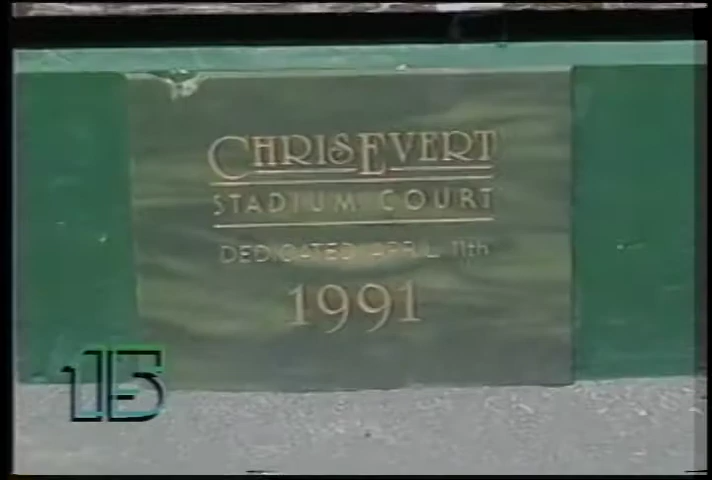 CHRIS EVERT
STADIUM COURT
DEDICATED APRIL 11th
1991
15